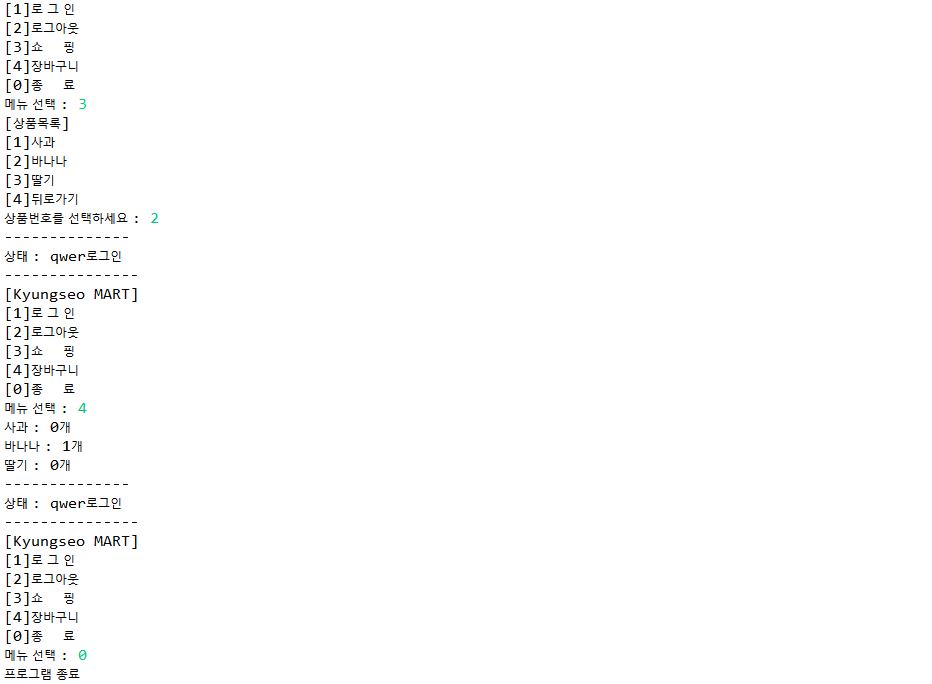 [1]로 그 인
[2]로그아웃
[3]쇼   핑
[4]장바구니
[0]종   료
메뉴 선택 : 3
[상품목록]
[1]사과
[2]바나나
[3]딸기
[4]뒤로가기
상품번호를 선택하세요 : 2
--------------
상태 : qwer로그인
---------------
[Kyungseo MART]
[1]로 그 인
[2]로그아웃
[3]쇼   핑
[4]장바구니
[0]종   료
메뉴 선택 : 4
사과 : 0개
바나나 : 1개
딸기 : 0개
--------------
상태 : qwer로그인
---------------
[Kyungseo MART]
[1]로 그 인
[2]로그아웃
[3]쇼   핑
[4]장바구니
[0]종   료
메뉴 선택 : 0
프로그램 종료